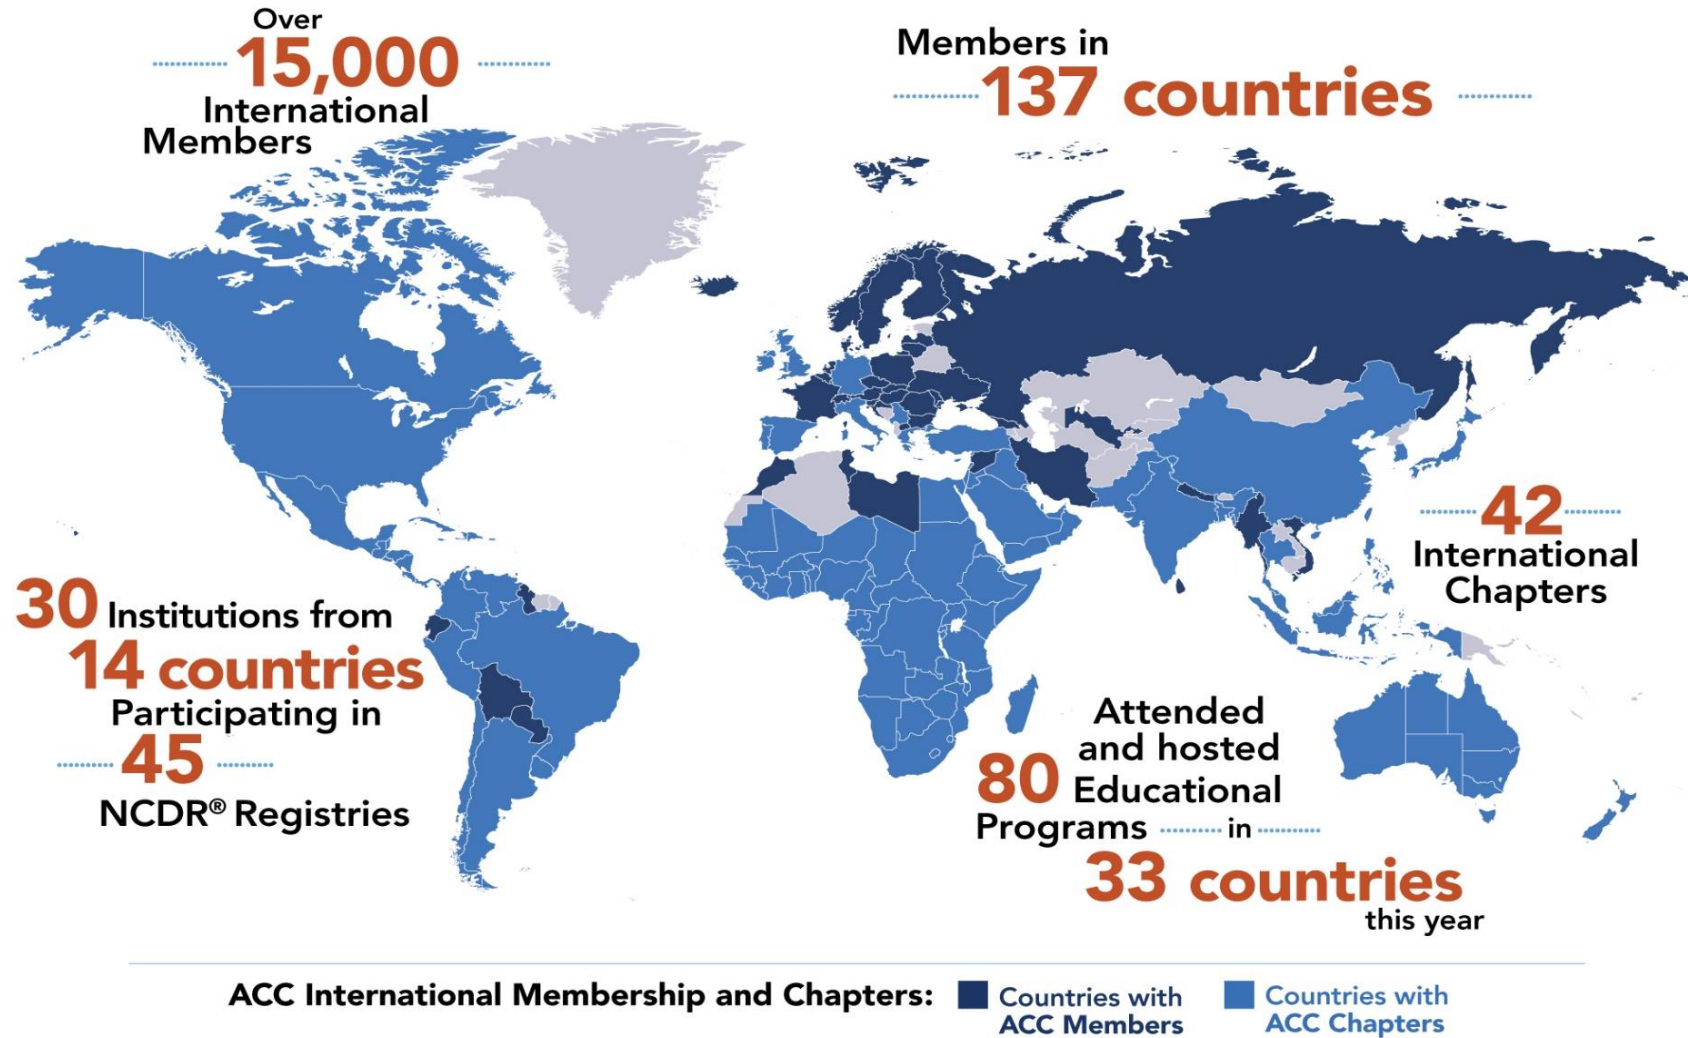 Over
15,000
International
Members
Members in
137 countries
42
International
Chapters
30 Institutions from
14 countries
Participating in
45
NCDR® Registries
Attended
and hosted
80 Educational
Programs in
33 countries
this year
ACC International Membership and Chapters:
Countries with
ACC Members
Countries with
ACC Chapters